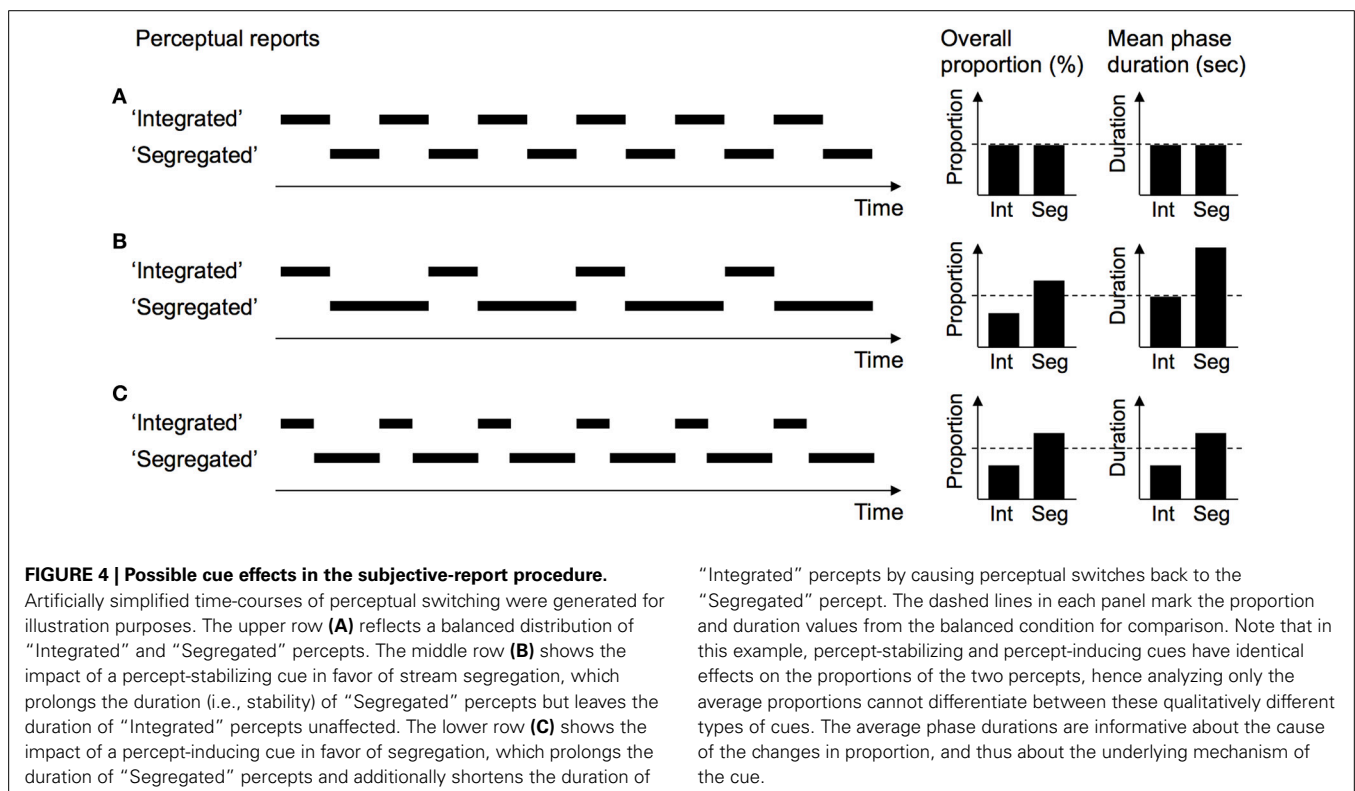 Perceptual reports
Overall proportion (%)
Mean phase duration (sec)
A
‘Integrated’
‘Segregated’
Time
Proportion
Int Seg
Duration
Int Seg
B
‘Integrated’
‘Segregated’
Time
Proportion
Int Seg
Duration
Int Seg
C
‘Integrated’
‘Segregated’
Time
Proportion
Int Seg
Duration
Int Seg
FIGURE 4 | Possible cue effects in the subjective-report procedure.
Artificially simplified time-courses of perceptual switching were generated for
illustration purposes. The upper row (A) reflects a balanced distribution of
“Integrated” and “Segregated” percepts. The middle row (B) shows the
impact of a percept-stabilizing cue in favor of stream segregation, which
prolongs the duration (i.e., stability) of “Segregated” percepts but leaves the
duration of “Integrated” percepts unaffected. The lower row (C) shows the
impact of a percept-inducing cue in favor of segregation, which prolongs the
duration of “Segregated” percepts and additionally shortens the duration of
“Integrated” percepts by causing perceptual switches back to the
“Segregated” percept. The dashed lines in each panel mark the proportion
and duration values from the balanced condition for comparison. Note that in
this example, percept-stabilizing and percept-inducing cues have identical
effects on the proportions of the two percepts, hence analyzing only the
average proportions cannot differentiate between these qualitatively different
types of cues. The average phase durations are informative about the cause
of the changes in proportion, and thus about the underlying mechanism of
the cue.